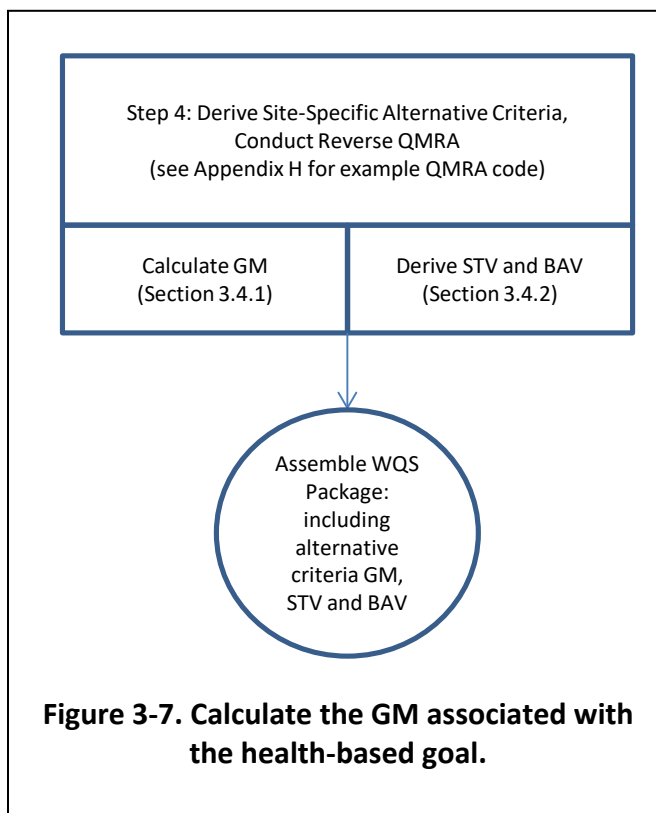 Step 4: Derive Site-Specific Alternative Criteria,
Conduct Reverse QMRA
(see Appendix H for example QMRA code)
Calculate GM
(Section 3.4.1)
Derive STV and BAV
(Section 3.4.2)
Assemble WQS
Package:
including
alternative
criteria GM,
STV and BAV
Figure 3-7. Calculate the GM associated with
the health-based goal.